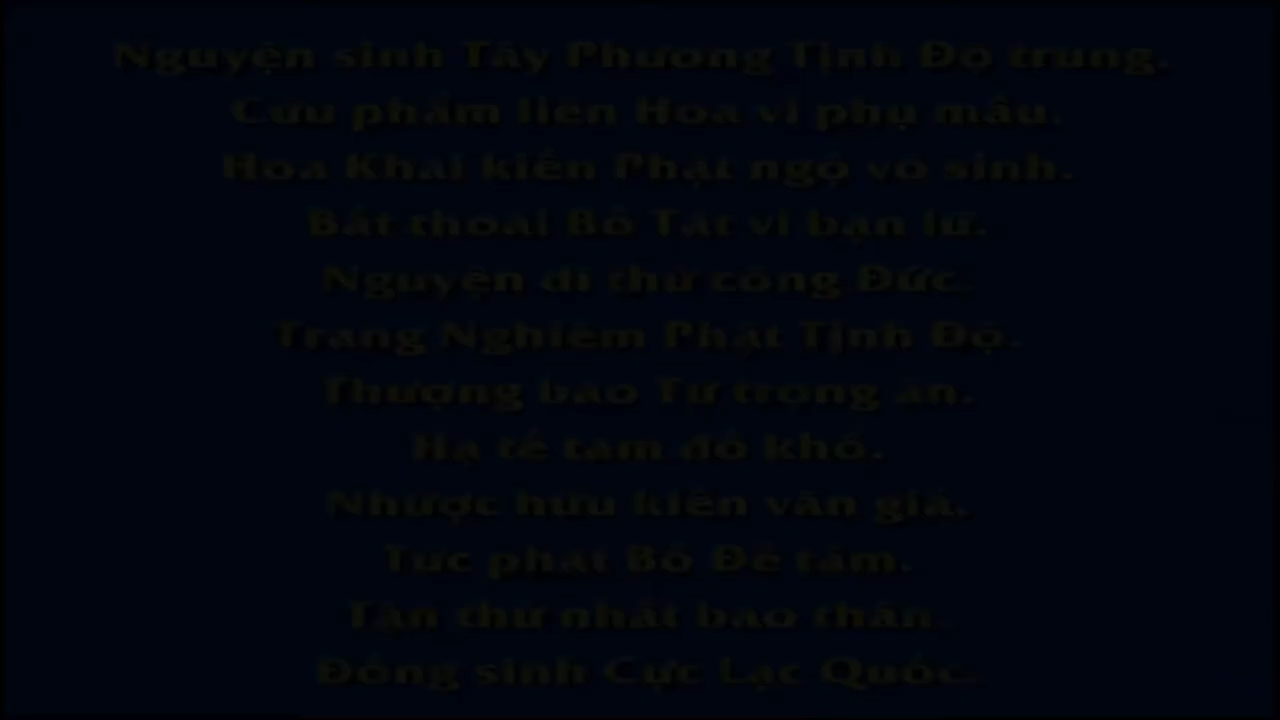 Nguyện sinh Tây Phương Tịnh Độ trung.
Cửu phẩm liên Hoa vi phụ mẫu.
Hoa Khai kiến Phật ngộ vô sinh.
Bất thoái Bồ Tát vi bạn lữ.
Nguyện dĩ thử công Đức.
Trang Nghiêm Phật Tịnh Độ.
Thượng báo Tứ trọng ân.
Hạ tế tam đồ khổ.
Nhược hữu kiến văn giả.
Tức phát Bồ Đề tâm.
Tận thử nhất báo thân.
Đồng sinh Cực Lạc Quốc.